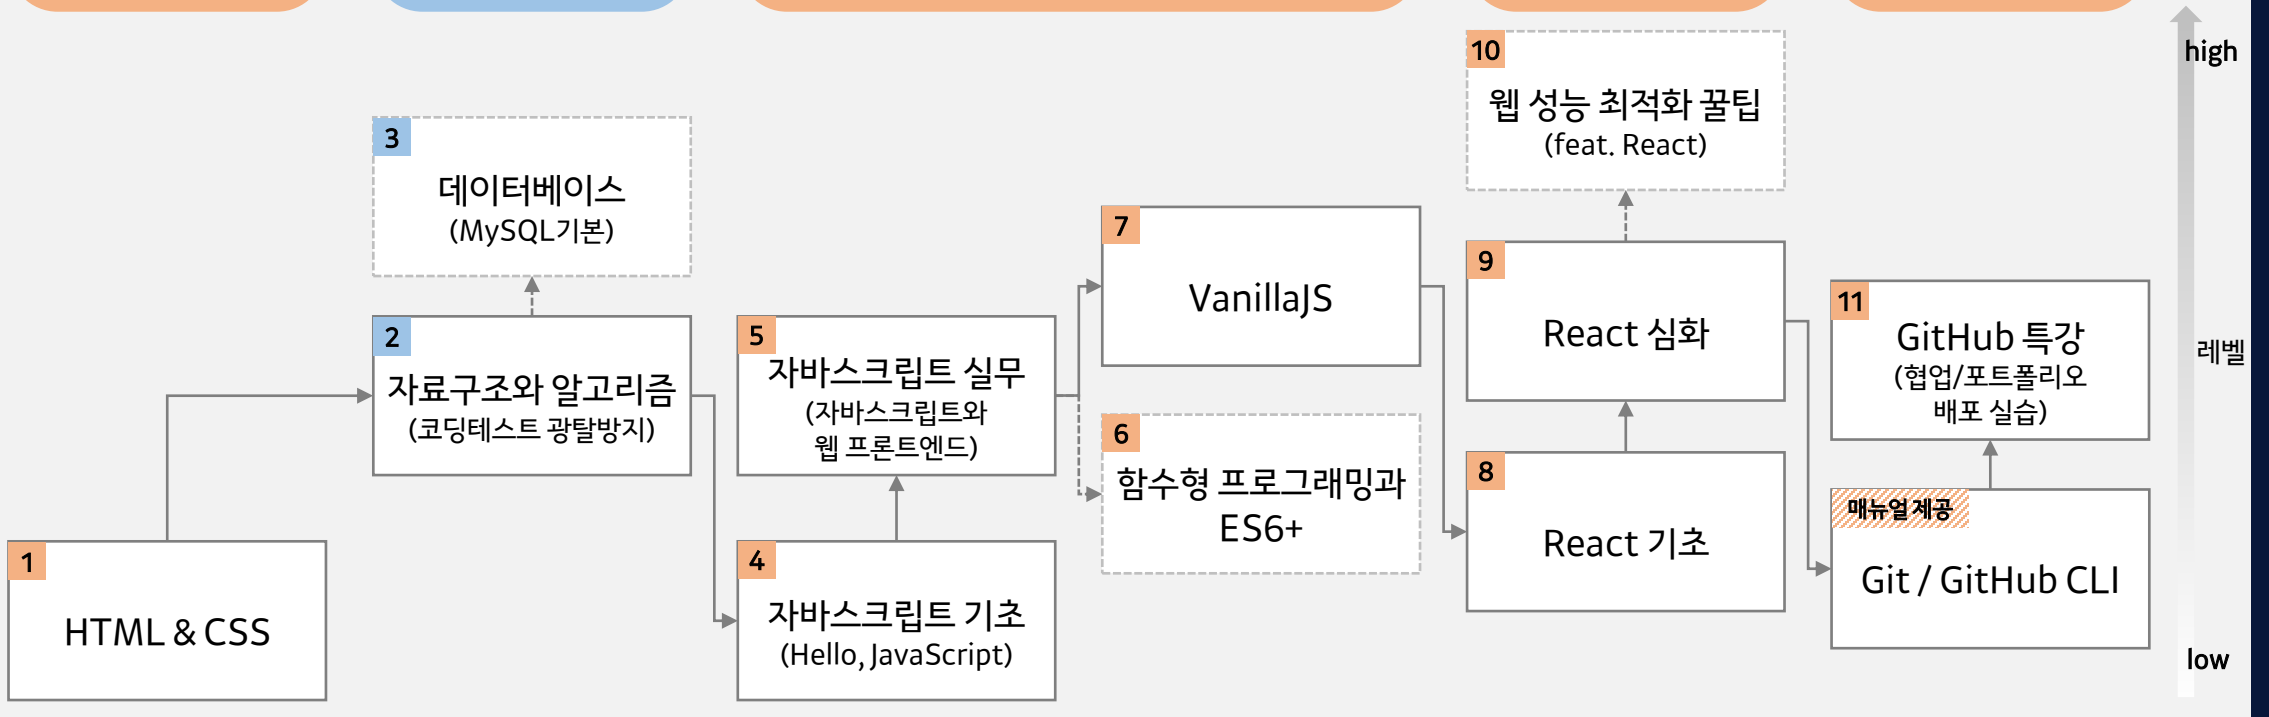 1
HTML & CSS
2
자료구조와 알고리즘
(코딩테스트 광탈방지)
3
데이터베이스
(MySQL기본)
4
자바스크립트 기초
(Hello, JavaScript)
5
자바스크립트 실무
(자바스크립트와
웹 프론트엔드)
6
함수형 프로그래밍과
ES6+
7
VanillaJS
8
React 기초
9
React 심화
10
웹 성능 최적화 꿀팁
(feat. React)
매뉴얼 제공
Git / GitHub CLI
11
GitHub 특강
(협업/포트폴리오
배포 실습)
high
레벨
low